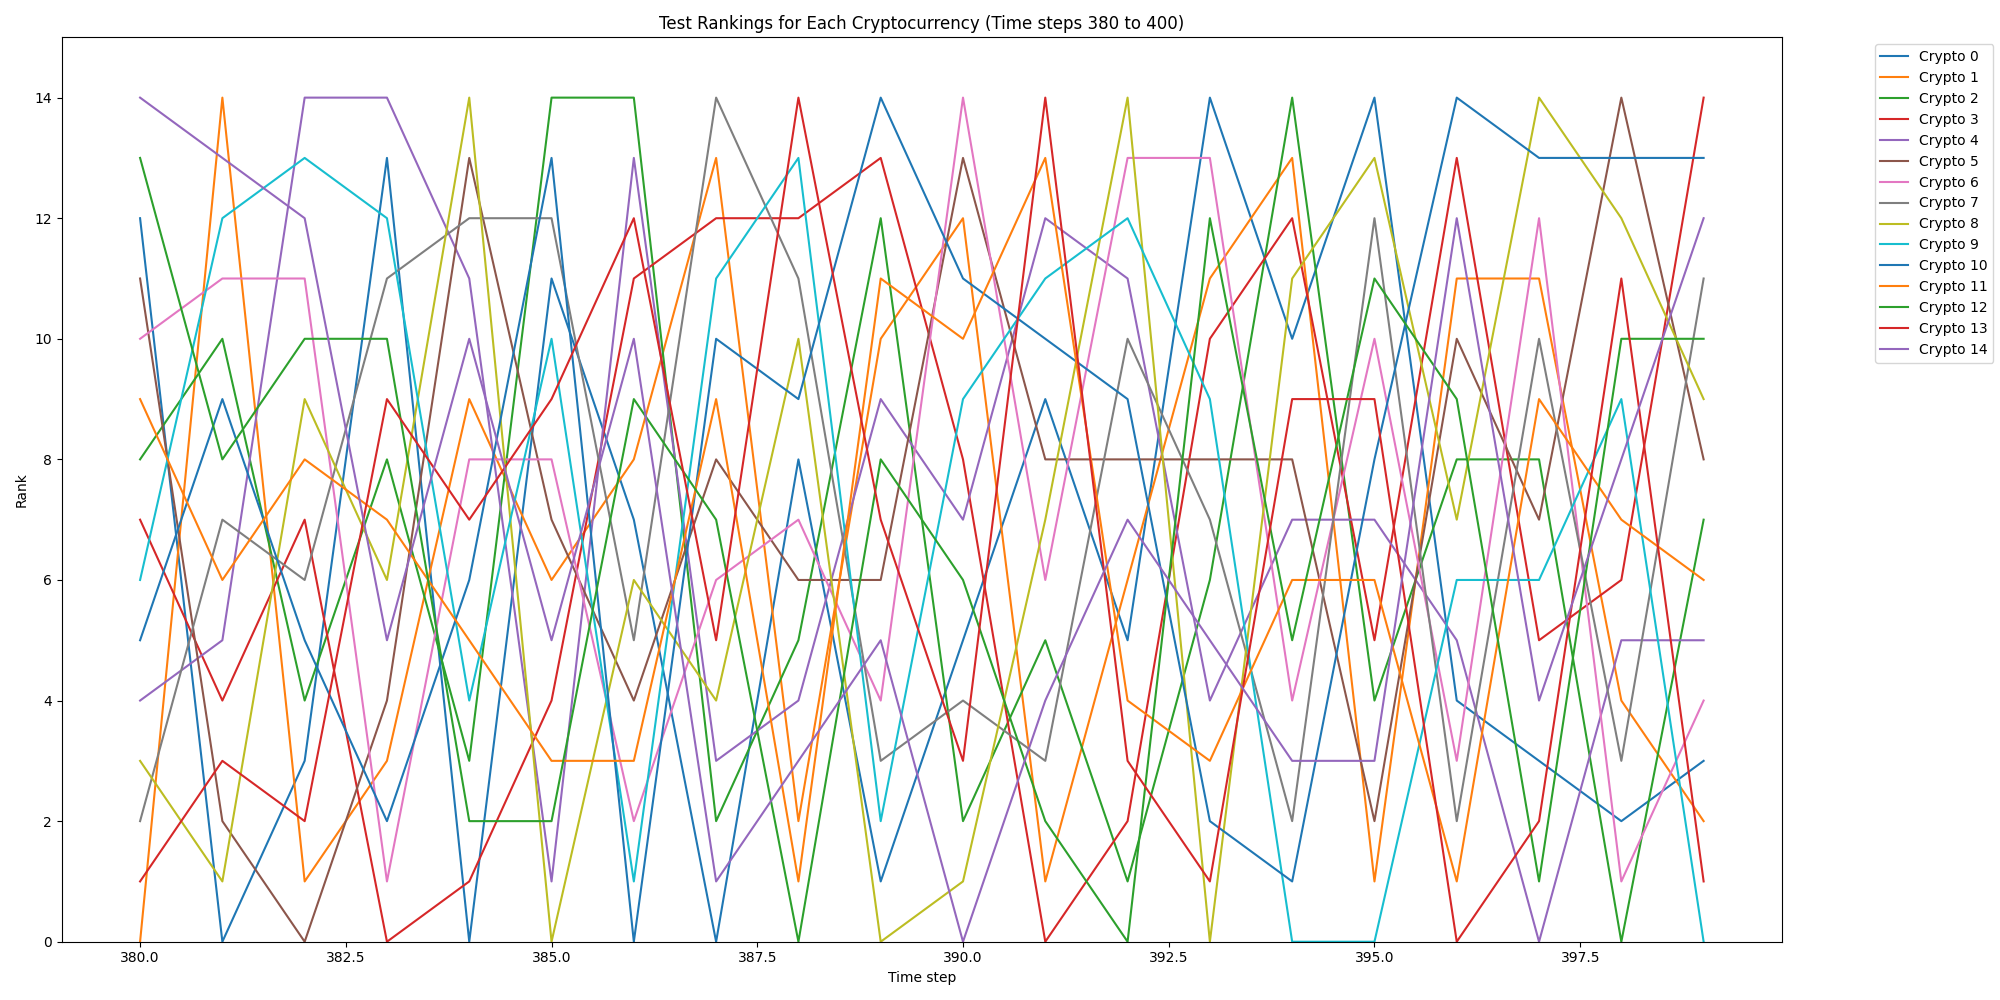 Test Rankings for Each Cryptocurrency (Time steps 380 to 400)
Rank
14
12
10
8
6
4
2
0
380.0
382.5
385.0
387.5
390.0
392.5
395.0
397.5
Time step
Crypto 0
Crypto 1
Crypto 2
Crypto 3
Crypto 4
Crypto 5
Crypto 6
Crypto 7
Crypto 8
Crypto 9
Crypto 10
Crypto 11
Crypto 12
Crypto 13
Crypto 14